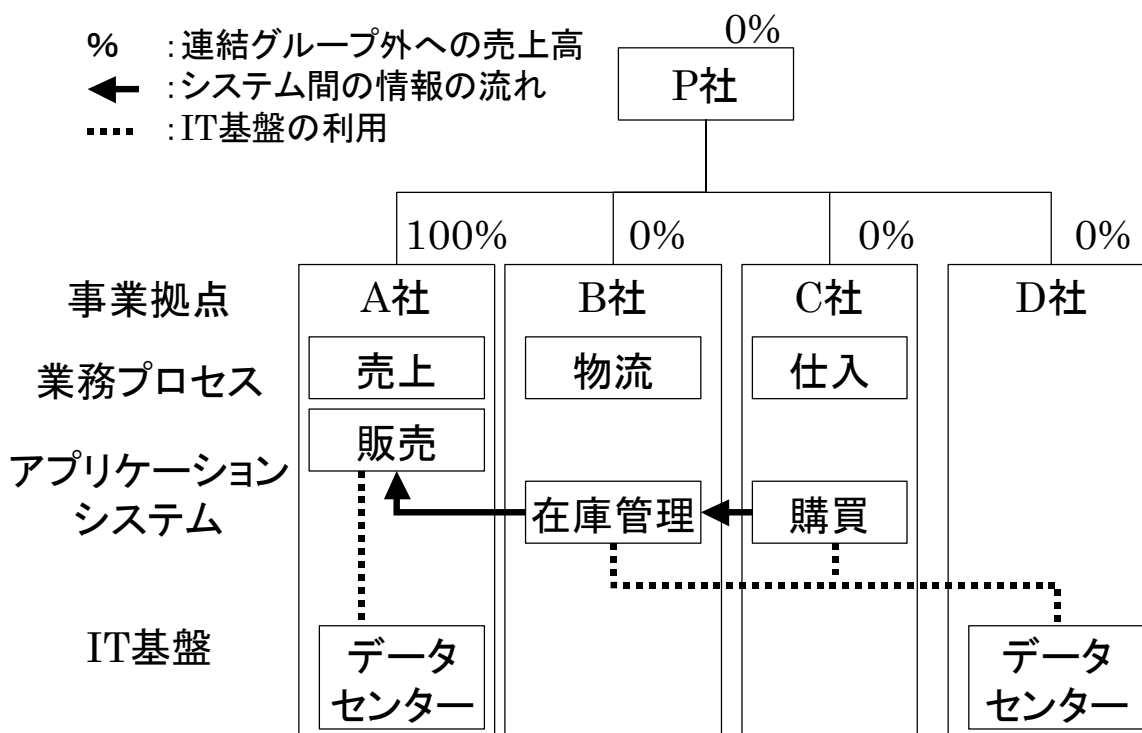 % :連結グループ外への売上高
:システム間の情報の流れ
:IT基盤の利用
0%
P社
100%
0%
0%
0%
事業拠点
A社
B社
C社
D社
業務プロセス
売上
物流
仕入
アプリケーション
システム
販売
在庫管理
購買
IT基盤
データ
センター
データ
センター